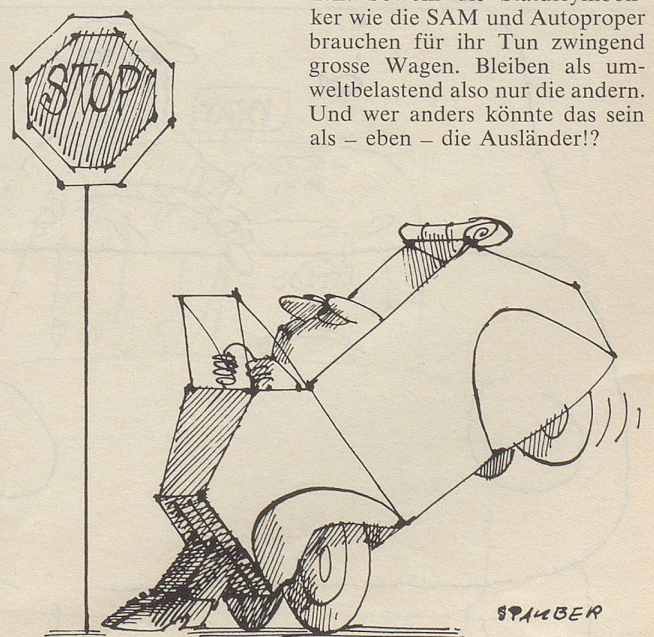 ker wie die SAM und Autoproper
brauchen für ihr Tun zwingend
grosse Wagen. Bleiben als um-
weltbelastend also nur die andern.
Und wer anders könnte das sein
als – eben – die Ausländer!?
STOP
STAUBER